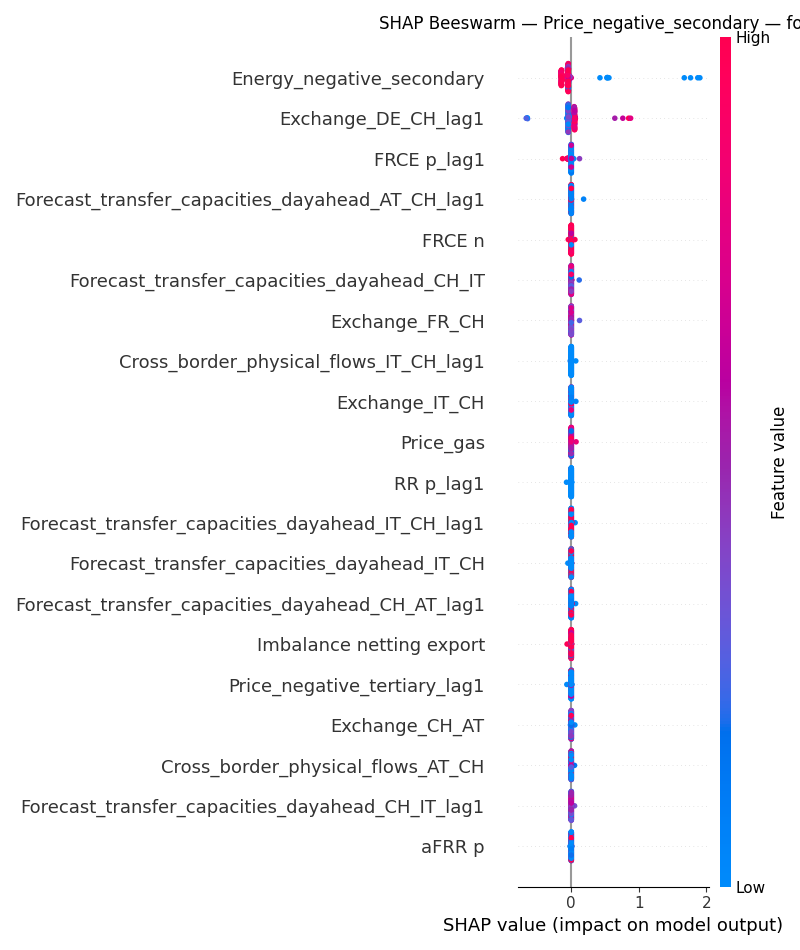 SHAP Beeswarm — Price_negative_secondary — fo
High
Energy_negative_secondary
Exchange_DE_CH_lag1
FRCE p_lag1
Forecast_transfer_capacities_dayahead_AT_CH_lag1
FRCE n
Forecast_transfer_capacities_dayahead_CH_IT
Exchange_FR_CH
Cross_border_physical_flows_IT_CH_lag1
Exchange_IT_CH
Price_gas
RR p_lag1
Forecast_transfer_capacities_dayahead_IT_CH_lag1
Forecast_transfer_capacities_dayahead_IT_CH
Forecast_transfer_capacities_dayahead_CH_AT_lag1
Imbalance netting export
Price_negative_tertiary_lag1
Exchange_CH_AT
Cross_border_physical_flows_AT_CH
Forecast_transfer_capacities_dayahead_CH_IT_lag1
aFRR p
Feature value
Low
0 1 2
SHAP value (impact on model output)